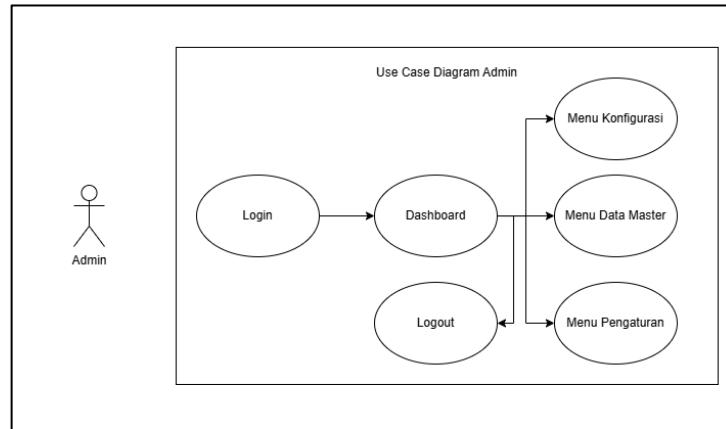 Use Case Diagram Admin
Menu Konfigurasi
Login
Dashboard
Menu Data Master
Admin
Logout
Menu Pengaturan